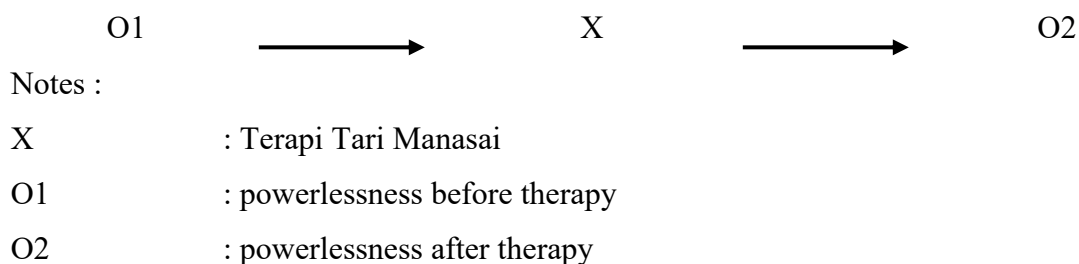 O1 X O2
Notes :
X : Terapi Tari Manasai
O1 : powerlessness before therapy
O2 : powerlessness after therapy